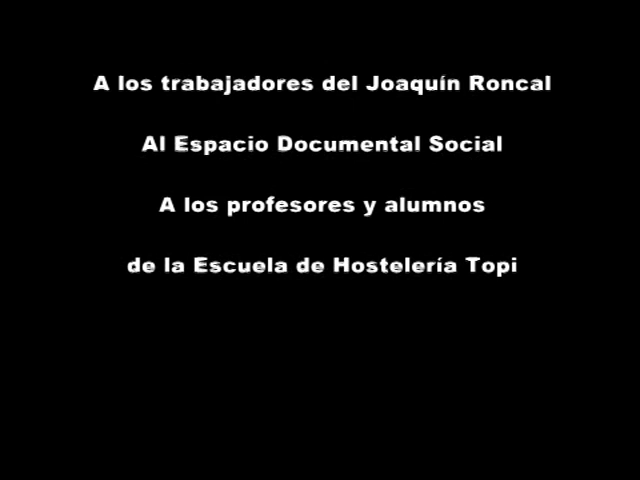 A los trabajadores del Joaquín Roncal
Al Espacio Documental Social
A los profesores y alumnos
de la Escuela de Hostelería Topi